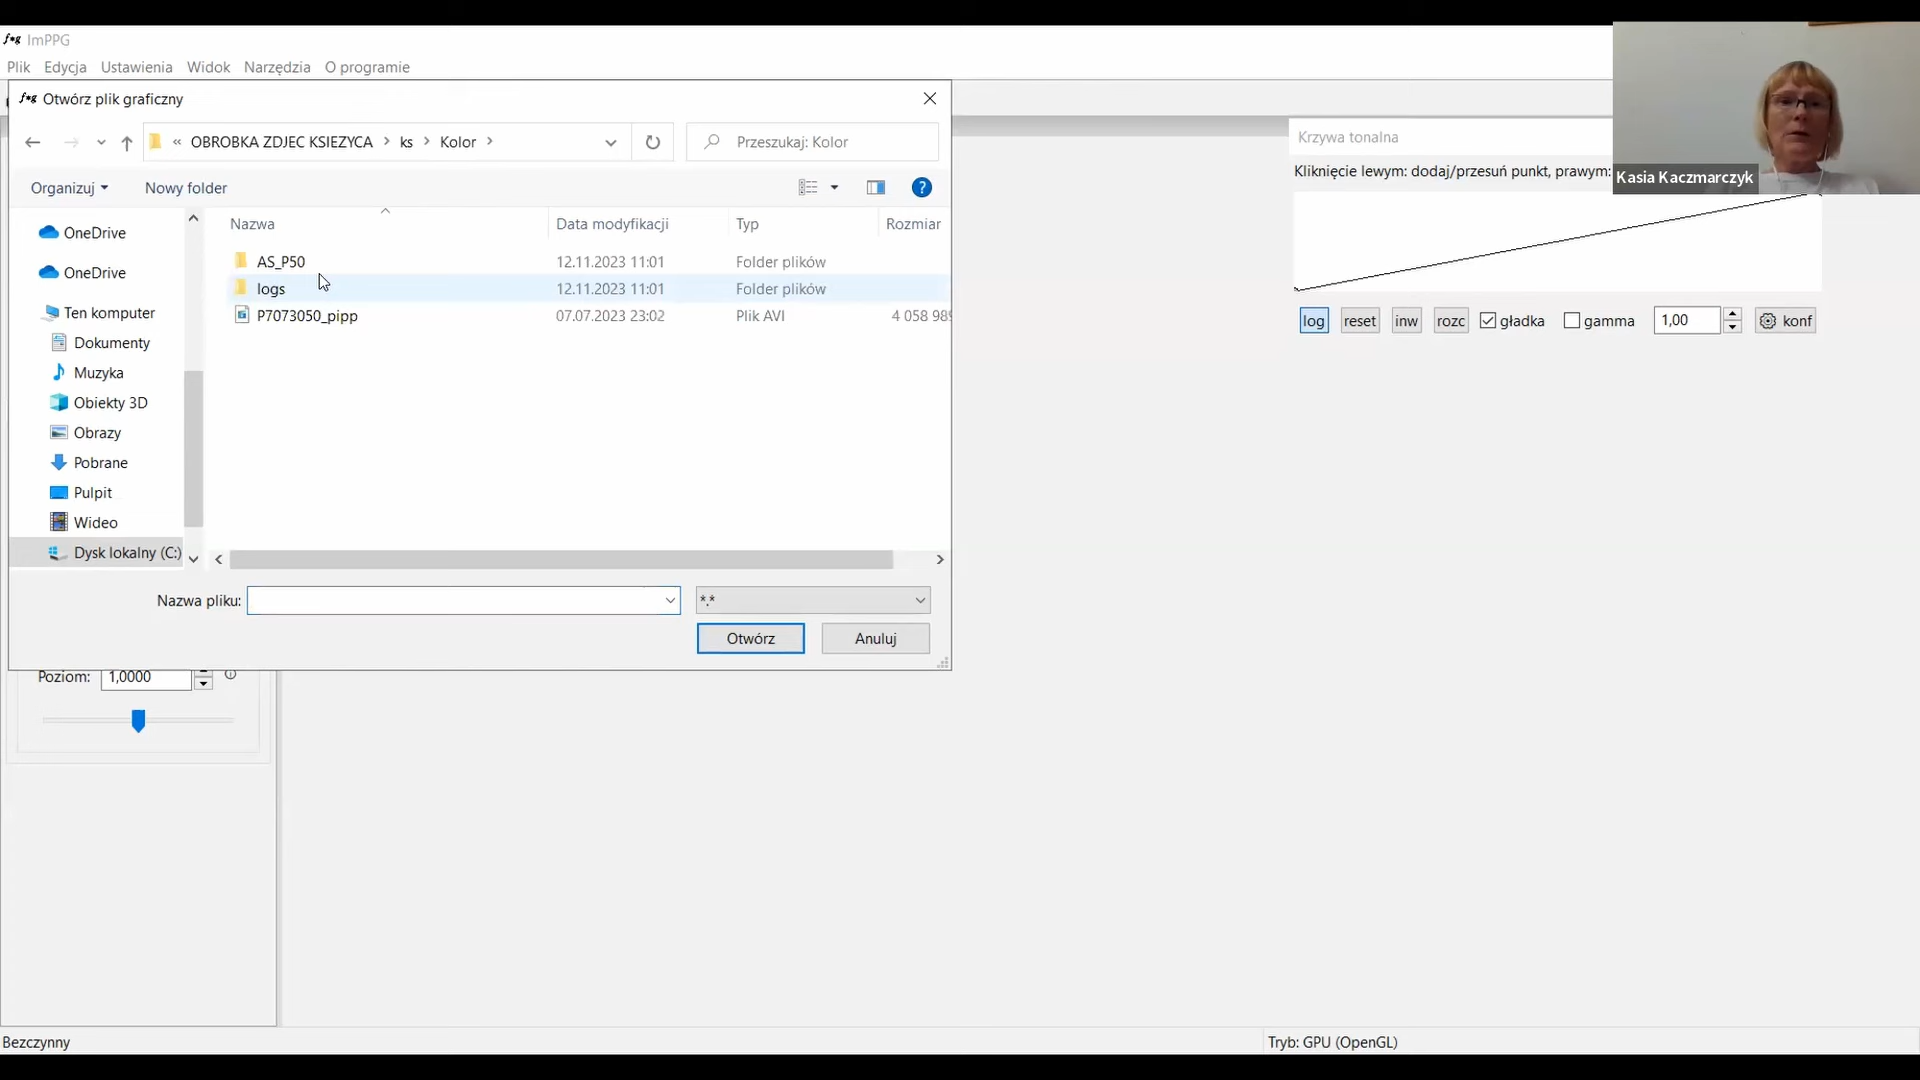 ImPPG
Plik Edycja Ustawienia Widok Narzędzia O programie
Otwórz plik graficzny
« OBROBKA ZDJEC KSIEZYCA > ks > Kolor >
Przeszukaj: Kolor
Organizuj
Nowy folder
OneDrive
OneDrive
Ten komputer
Dokumenty
Muzyka
Obiekty 3D
Obrazy
Pobrane
Pulpit
Wideo
Dysk lokalny (C:)
Nazwa Data modyfikacji Typ Rozmiar
AS_P50 12.11.2023 11:01 Folder plików
logs 12.11.2023 11:01 Folder plików
P7073050_pipp 07.07.2023 23:02 Plik AVI 4 058 989
Nazwa pliku:
*.*
Otwórz
Anuluj
Poziom: 1,0000
Krzywa tonalna
Kliknięcie lewym: dodaj/przesuń punkt, prawym:
log reset inw rozc gładka gamma 1,00 konf
Kasia Kaczmarczyk
Bezczynny
Tryb: GPU (OpenGL)